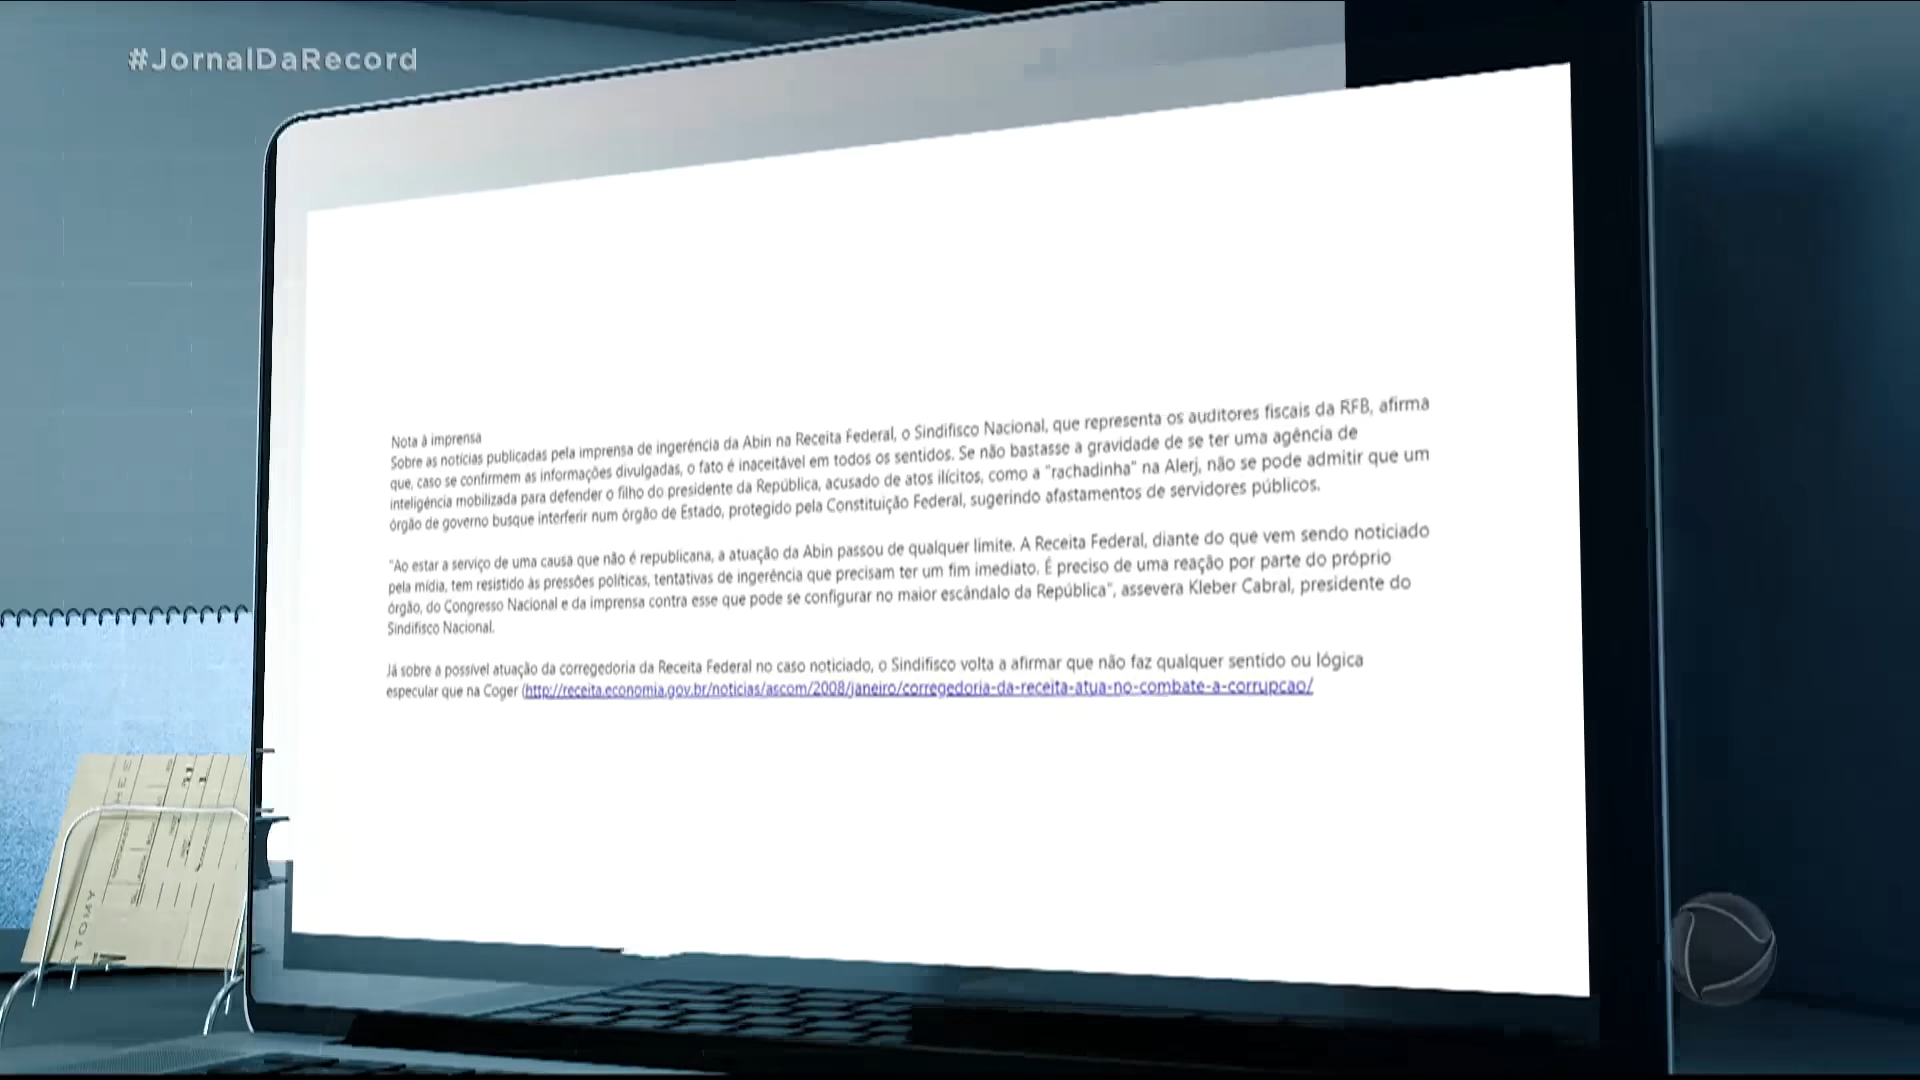 #JornalDaRecord
Nota à imprensa
Sobre as notícias publicadas pela imprensa de ingerência da Abin na Receita Federal, o Sindifisco Nacional, que representa os auditores fiscais da RFB, afirma
que, caso se confirmem as informações divulgadas, o fato é inaceitável em todos os sentidos. Se não bastasse a gravidade de se ter uma agência de
inteligência mobilizada para defender o filho do presidente da República, acusado de atos ilícitos, como a "rachadinha" na Alerj, não se pode admitir que um
órgão de governo busque interferir num órgão de Estado, protegido pela Constituição Federal, sugerindo afastamentos de servidores públicos.
"Ao estar a serviço de uma causa que não é republicana, a atuação da Abin passou de qualquer limite. A Receita Federal, diante do que vem sendo noticiado
pela mídia, tem resistido às pressões políticas, tentativas de ingerência que precisam ter um fim imediato. É preciso de uma reação por parte do próprio
órgão, do Congresso Nacional e da imprensa contra esse que pode se configurar no maior escândalo da República", assevera Kleber Cabral, presidente do
Sindifisco Nacional.
Já sobre a possível atuação da corregedoria da Receita Federal no caso noticiado, o Sindifisco volta a afirmar que não faz qualquer sentido ou lógica
especular que na Coger (http://receita.economia.gov.br/noticias/ascom/2008/janeiro/corregedoria-da-receita-atua-no-combate-a-corrupcao/
TOMY